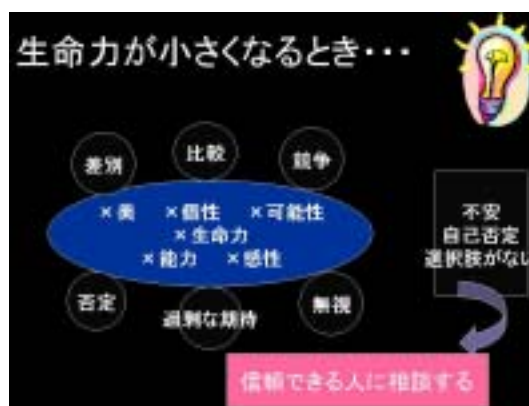 生命力が小さくなるとき・・・
差別
比較
競争
×美 ×個性 ×可能性
×生命力
×能力 ×感性
否定
過剰な期待
無視
不安
自己否定
選択肢がない
信頼できる人に相談する